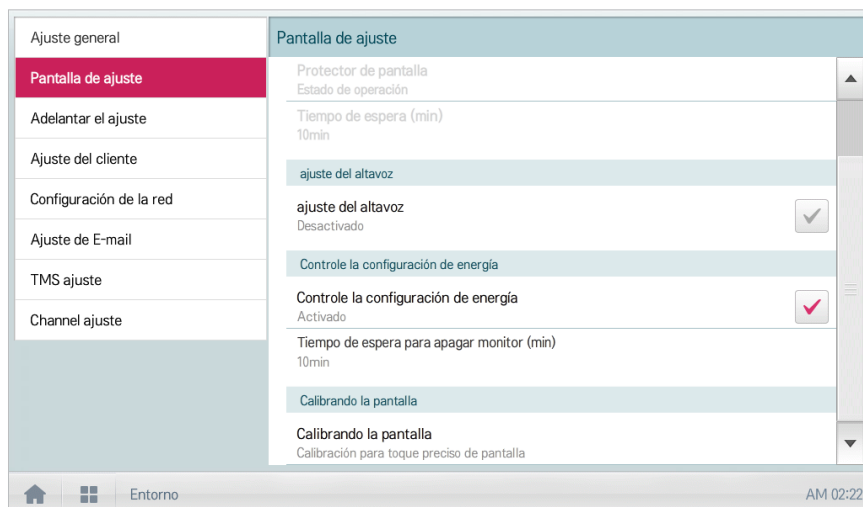 Ajuste general
Pantalla de ajuste
Adelantar el ajuste
Ajuste del cliente
Configuración de la red
Ajuste de E-mail
TMS ajuste
Channel ajuste
Pantalla de ajuste
Protector de pantalla
Estado de operación
Tiempo de espera (min)
10min
ajuste del altavoz
ajuste del altavoz
Desactivado
Controle la configuración de energía
Controle la configuración de energía
Activado
Tiempo de espera para apagar monitor (min)
10min
Calibrando la pantalla
Calibrando la pantalla
Calibración para toque preciso de pantalla
Entorno
AM 02:22